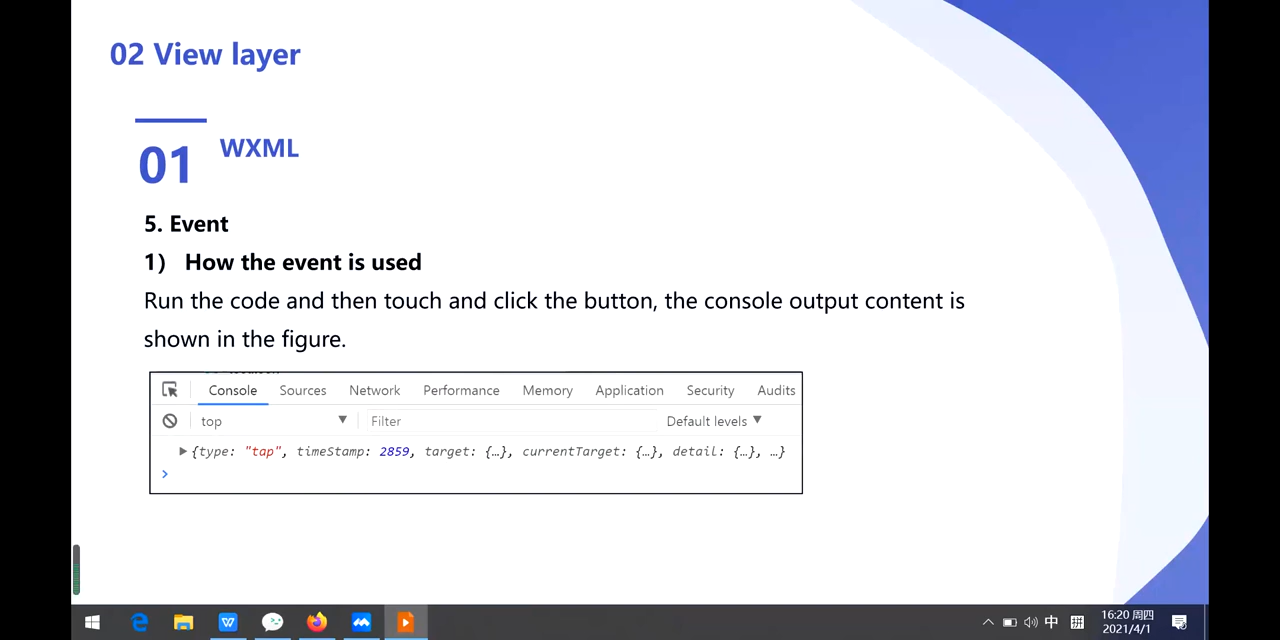 02 View layer
01 WXML
5. Event
1) How the event is used
Run the code and then touch and click the button, the console output content is
shown in the figure.
Console Sources Network Performance Memory Application Security Audits
top ▼ Filter Default levels ▼
▶{type: "tap", timeStamp: 2859, target: {…}, currentTarget: {…}, detail: {…}, …}
>
中 拼 16:20 周四
2021/4/1